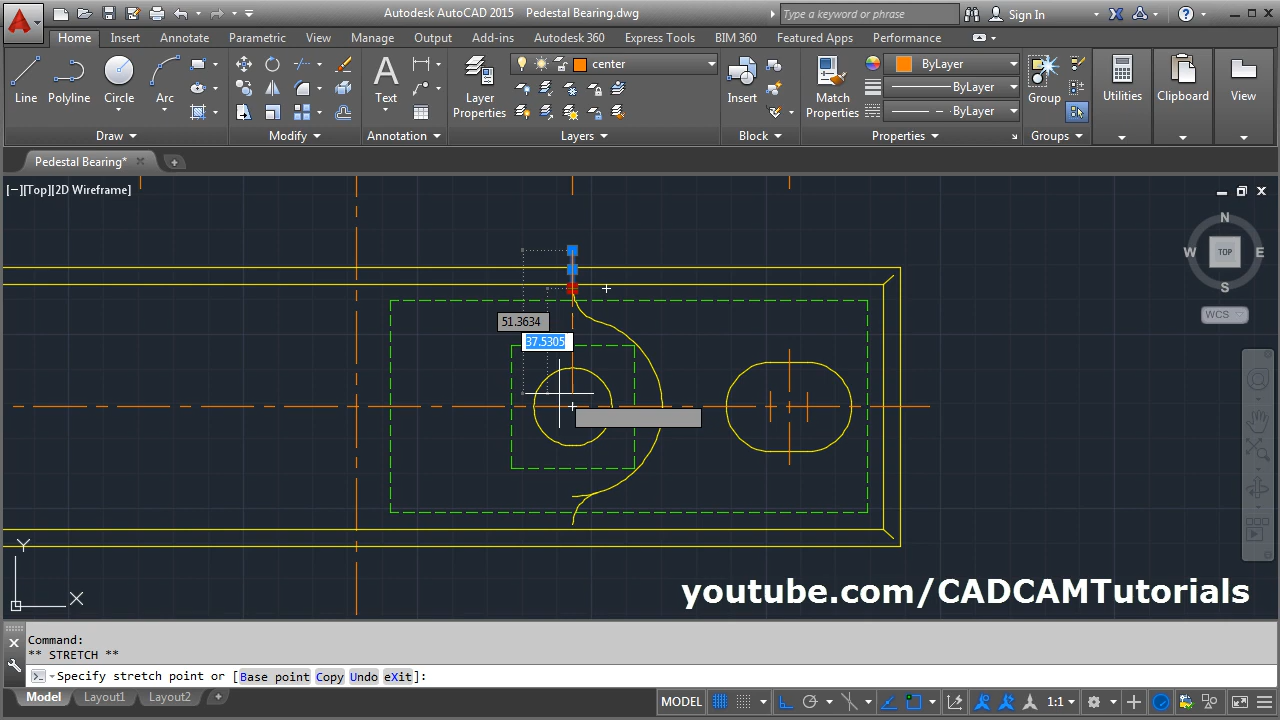 Autodesk AutoCAD 2015 Pedestal Bearing.dwg
Type a keyword or phrase
Sign In
Home Insert Annotate Parametric View Manage Output Add-ins Autodesk 360 Express Tools BIM 360 Featured Apps Performance
Line Polyline Circle Arc
Text
Layer Properties
center
Insert
Match Properties
ByLayer
ByLayer
ByLayer
Group
Utilities
Clipboard
View
Draw Modify Annotation Layers Block Properties Groups
Pedestal Bearing*
[−][Top][2D Wireframe]
N
W TOP E
S
WCS
51.3634
37.5305
Y
X
youtube.com/CADCAMTutorials
Command:
** STRETCH **
Specify stretch point or [Base point Copy Undo eXit]:
Model Layout1 Layout2
MODEL
1:1